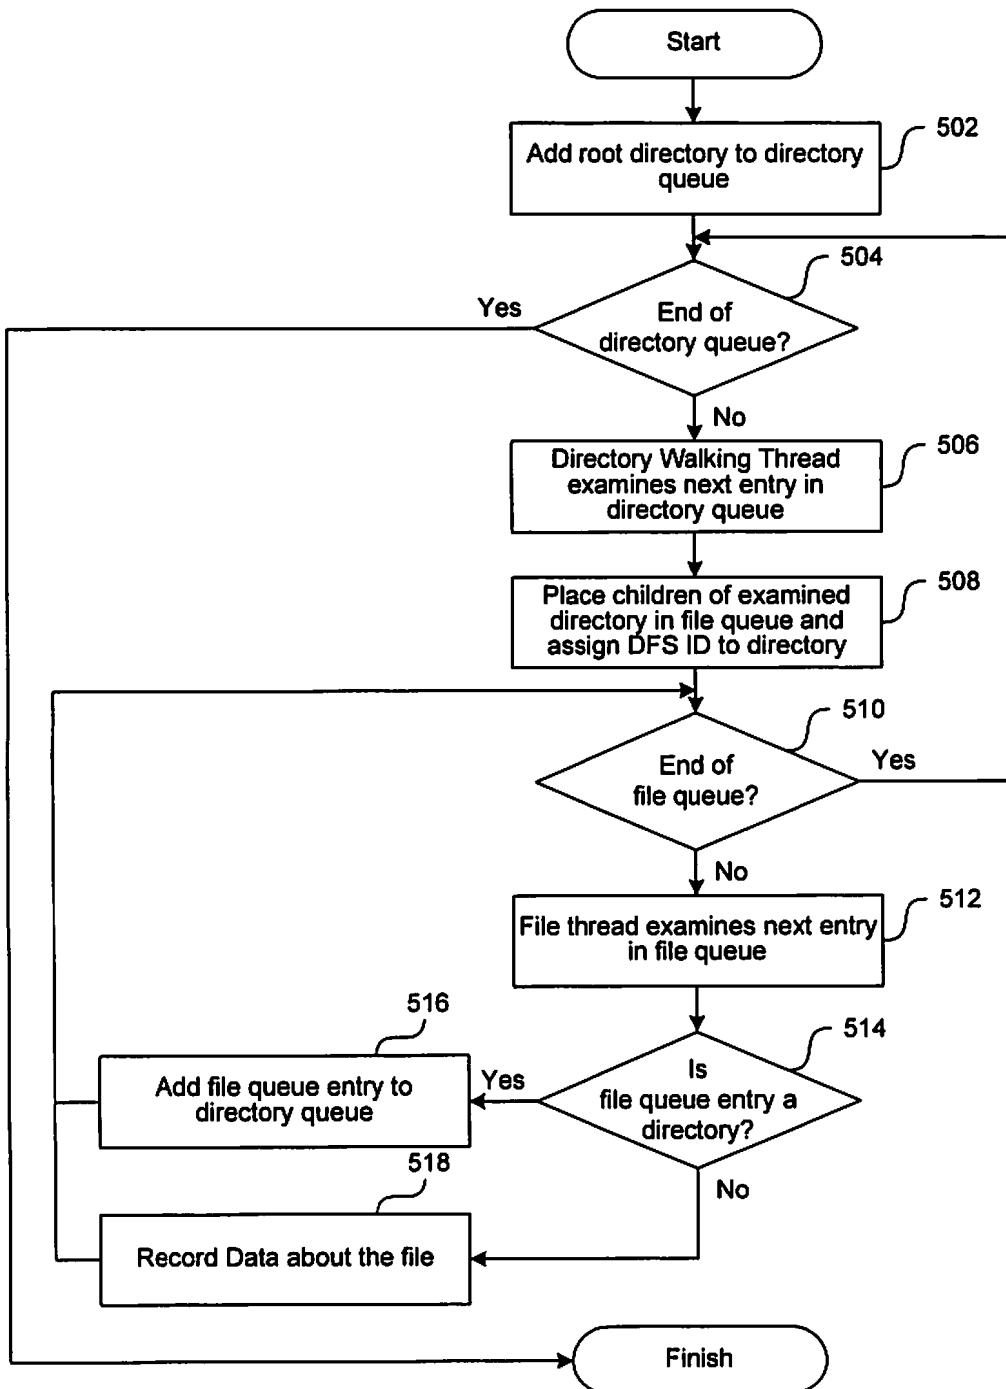 Start
502
Add root directory to directory
queue
504
Yes
End of
directory queue?
No
506
Directory Walking Thread
examines next entry in
directory queue
508
Place children of examined
directory in file queue and
assign DFS ID to directory
510
End of
file queue?
Yes
No
512
File thread examines next entry
in file queue
516
514
Add file queue entry to
directory queue
Yes
Is
file queue entry a
directory?
518
No
Record Data about the file
Finish